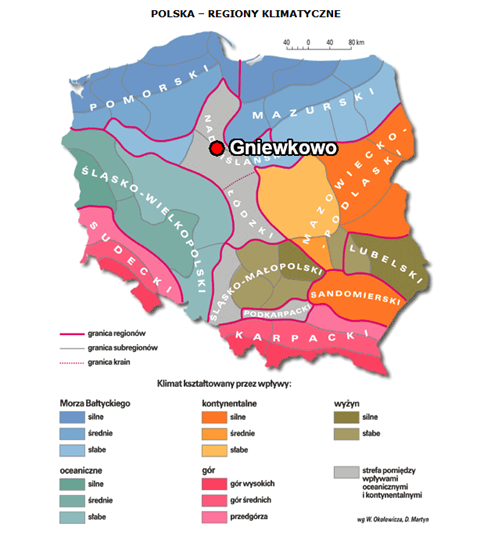 POLSKA – REGIONY KLIMATYCZNE
40 0 40 80 km
POMORSKI
MAZURSKI
NADWIŚLAŃSKI
Gniewkowo
MAZOWIECKO-
-PODLASKI
ŚLĄSKO-WIELKOPOLSKI
ŁÓDZKI
SUDECKI
LUBELSKI
ŚLĄSKO-MAŁOPOLSKI
SANDOMIERSKI
PODKARPACKI
KARPACKI
granica regionów
granica subregionów
granica krain
Klimat kształtowany przez wpływy:
Morza Bałtyckiego
silne
średnie
słabe
kontynentalne
silne
średnie
słabe
wyżyn
silne
słabe
oceaniczne
silne
średnie
słabe
gór
gór wysokich
gór średnich
przedgórza
strefa pomiędzy
wpływami
oceanicznymi
i kontynentalnymi
wg W. Okołowicza, D. Martyn